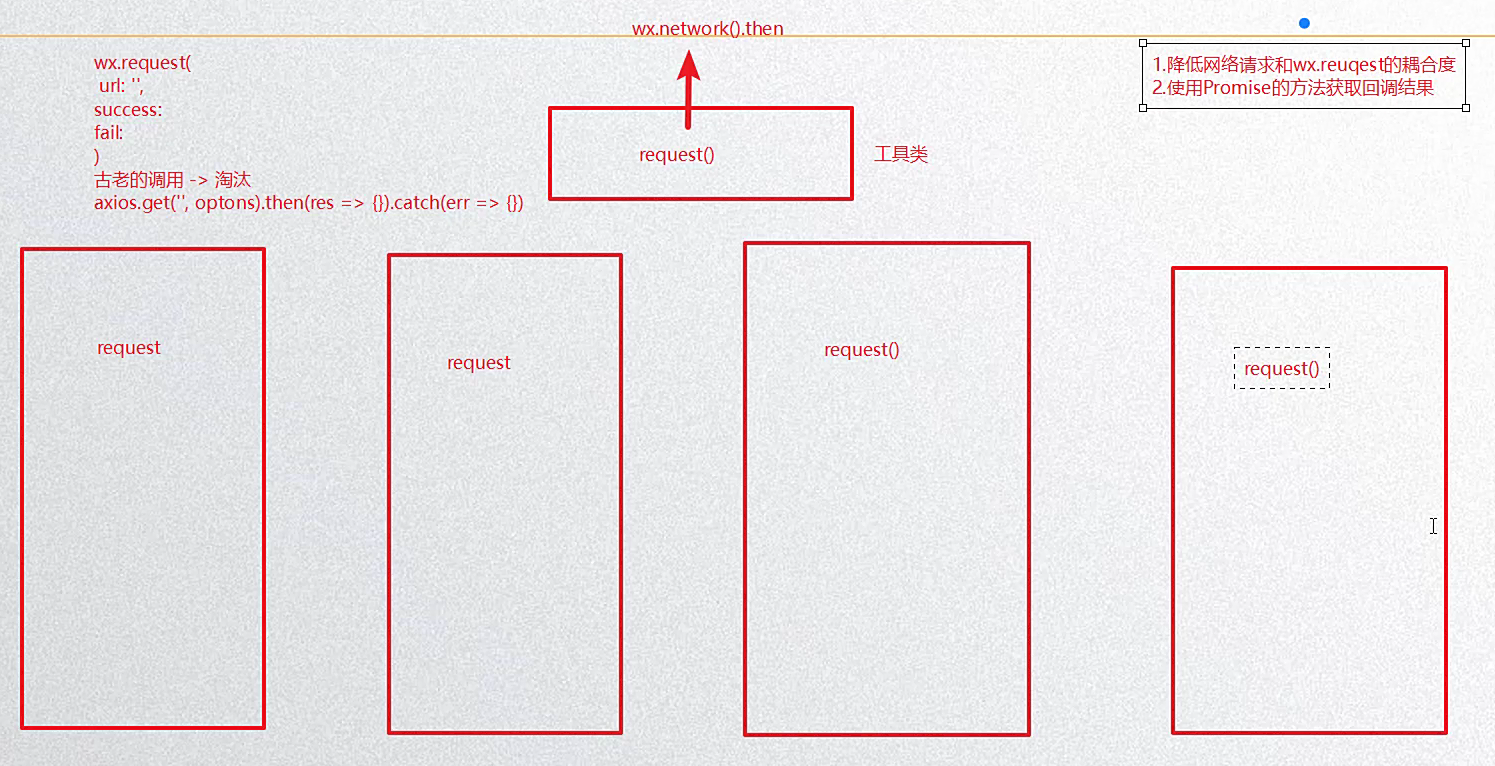 wx.network().then
wx.request(
url: '',
success:
fail:
)
古老的调用 -> 淘汰
axios.get('', optons).then(res => {}).catch(err => {})
request()
工具类
1.降低网络请求和wx.reuqest的耦合度
2.使用Promise的方法获取回调结果
request
request
request()
request()